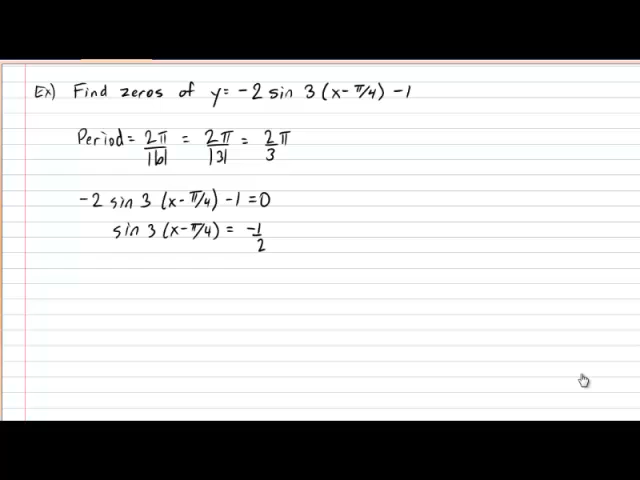 Ex) Find zeros of y = -2 sin 3 (x - π/4) - 1
Period = 2π/|b| = 2π/|3| = 2/3 π
-2 sin 3 (x - π/4) - 1 = 0
sin 3 (x - π/4) = -1/2